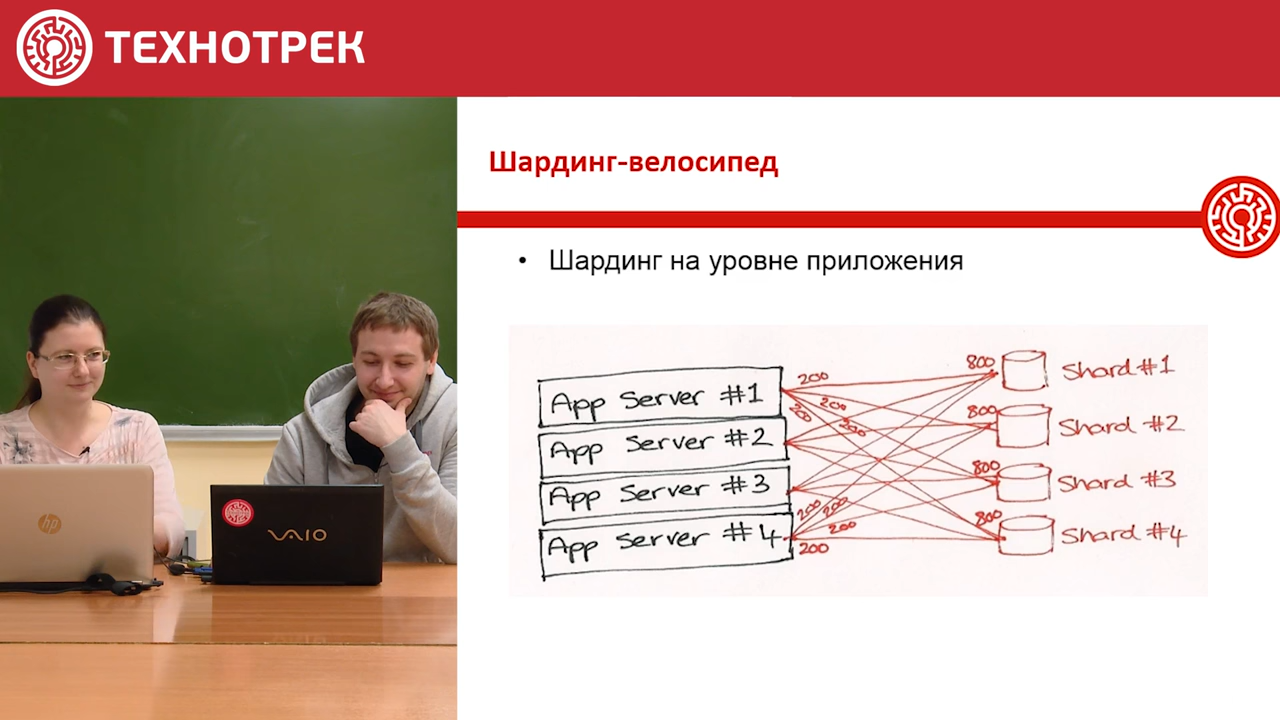 ТЕХНОТРЕК
Шардинг-велосипед
• Шардинг на уровне приложения
App Server #1
App Server #2
App Server #3
App Server #4
200
200
200
200
200
200
200
200
800
800
800
800
Shard #1
Shard #2
Shard #3
Shard #4
hp
VAIO